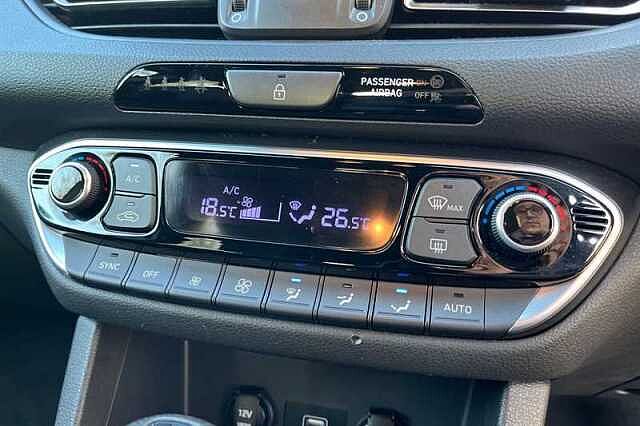 PASSENGER ON
AIRBAG OFF
A/C
18.5°C 26.5°C
A/C
MAX
SYNC OFF AUTO
12V